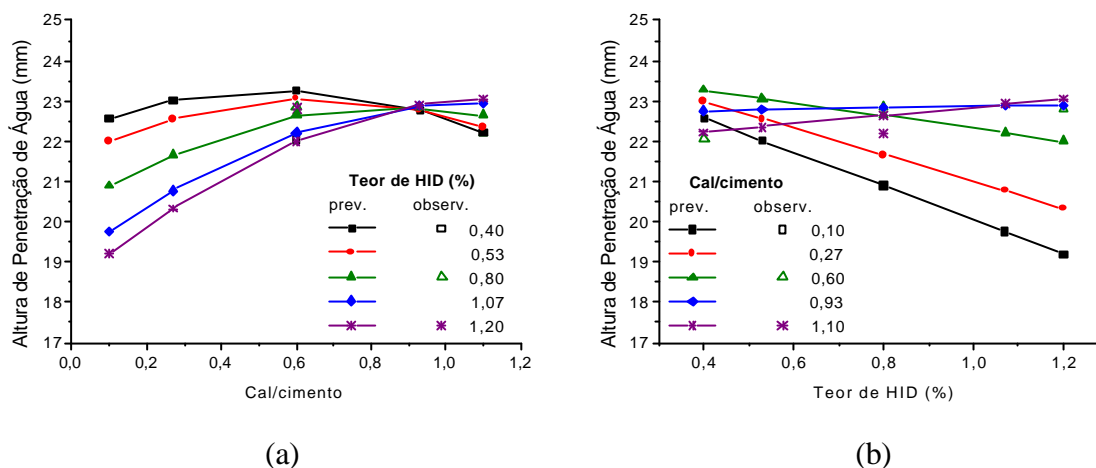 Altura de Penetração de Água (mm)
25
24
23
22
21
20
19
18
17
0,0 0,2 0,4 0,6 0,8 1,0 1,2
Cal/cimento
Teor de HID (%)
prev. observ.
0,40
0,53
0,80
1,07
1,20
(a)
Altura de Penetração de Água (mm)
25
24
23
22
21
20
19
18
17
0,4 0,6 0,8 1,0 1,2
Teor de HID (%)
Cal/cimento
prev. observ.
0,10
0,27
0,60
0,93
1,10
(b)